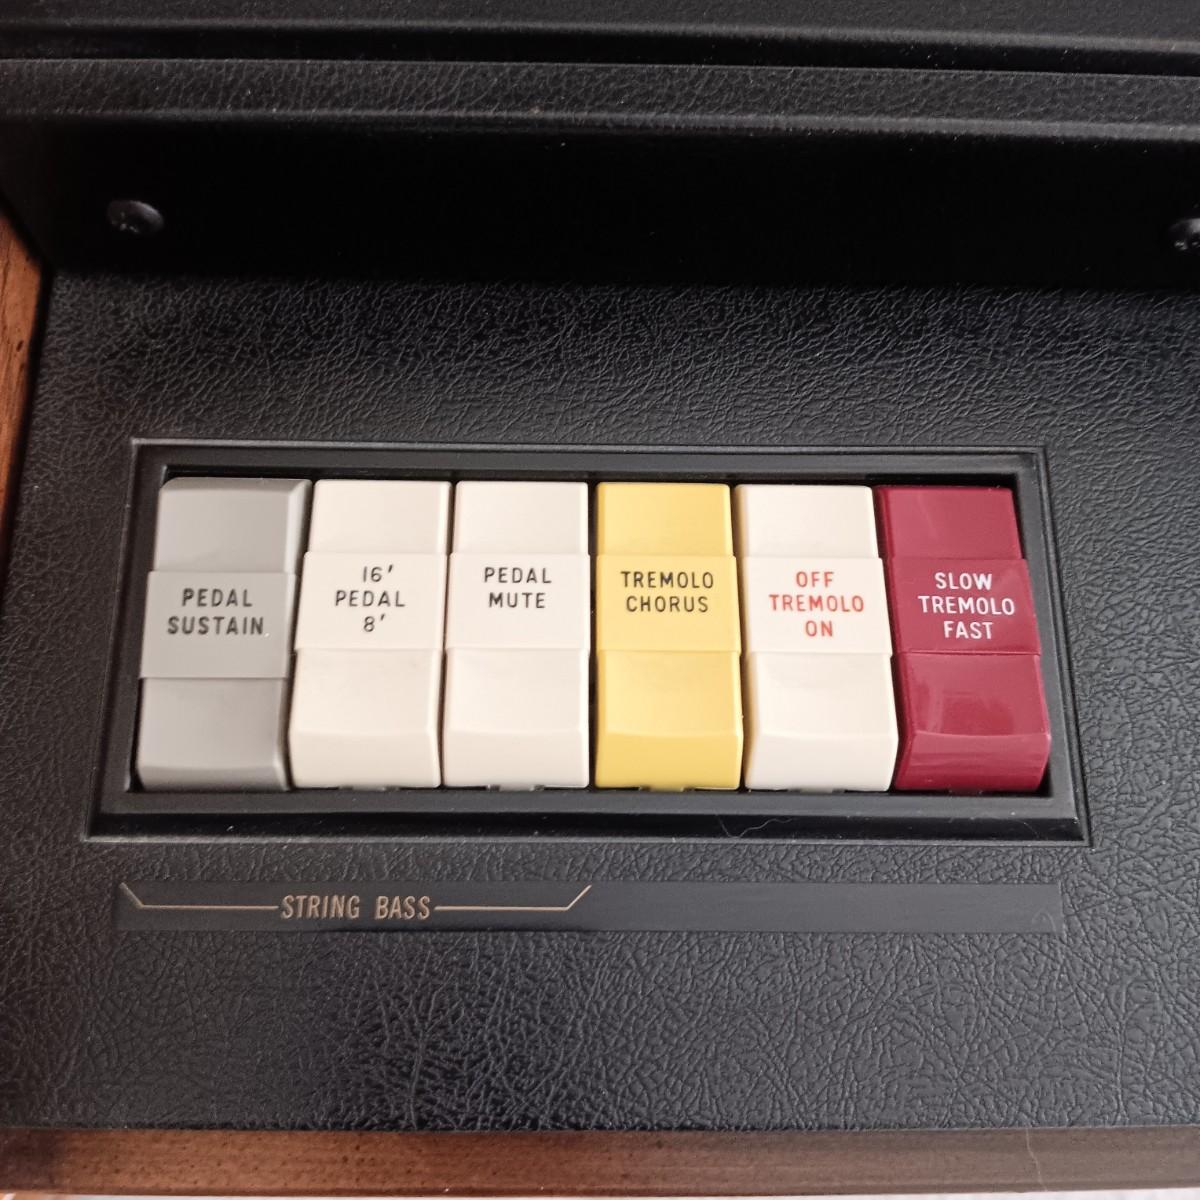 PEDAL
SUSTAIN
16'
PEDAL
8'
PEDAL
MUTE
TREMOLO
CHORUS
OFF
TREMOLO
ON
SLOW
TREMOLO
FAST
STRING BASS